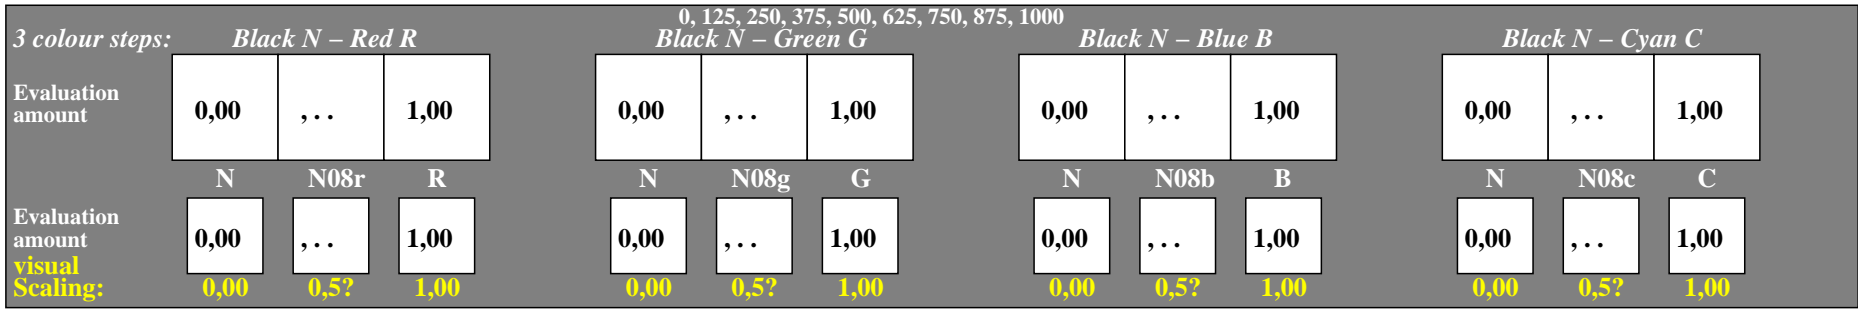 0, 125, 250, 375, 500, 625, 750, 875, 1000
3 colour steps: Black N – Red R Black N – Green G Black N – Blue B Black N – Cyan C
Evaluation
amount 0,00 , . . 1,00 0,00 , . . 1,00 0,00 , . . 1,00 0,00 , . . 1,00
N N08r R N N08g G N N08b B N N08c C
Evaluation
amount 0,00 , . . 1,00 0,00 , . . 1,00 0,00 , . . 1,00 0,00 , . . 1,00
visual
Scaling: 0,00 0,5? 1,00 0,00 0,5? 1,00 0,00 0,5? 1,00 0,00 0,5? 1,00